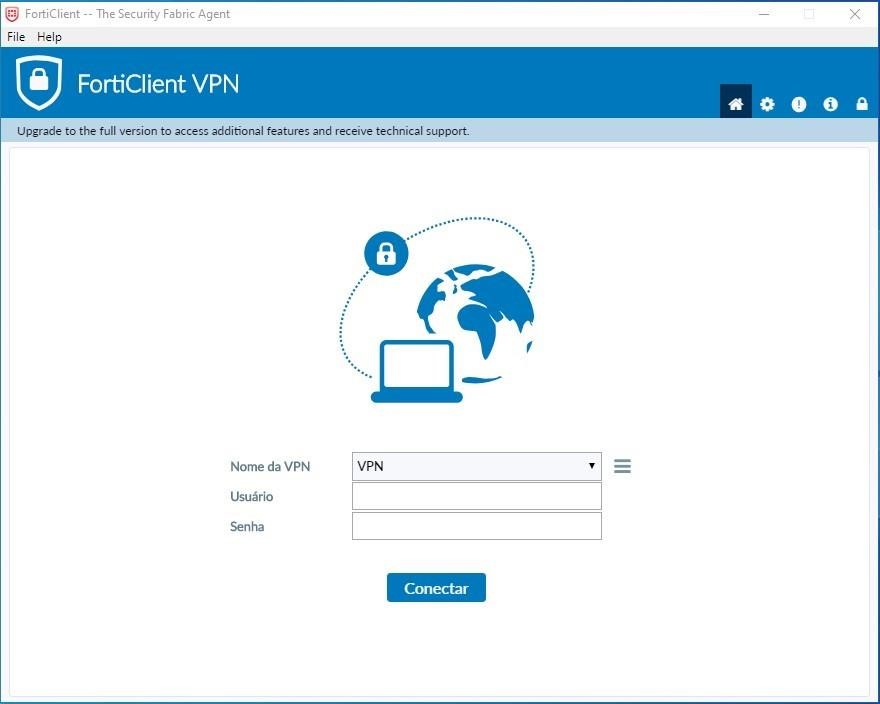 FortiClient -- The Security Fabric Agent
File Help
FortiClient VPN
Upgrade to the full version to access additional features and receive technical support.
Nome da VPN VPN
Usuário
Senha
Conectar